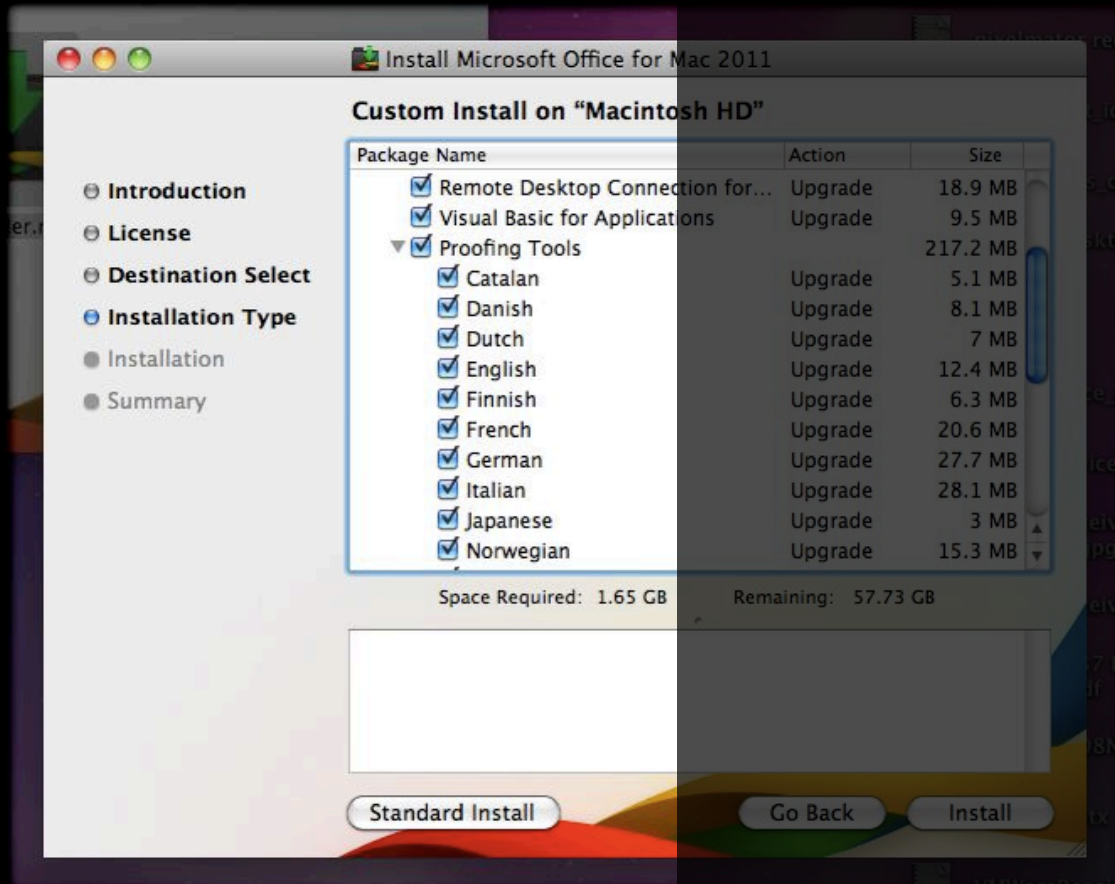 Install Microsoft Office for Mac 2011
Custom Install on “Macintosh HD”
Introduction
License
Destination Select
Installation Type
Installation
Summary
Package Name Action Size
Remote Desktop Connection for... Upgrade 18.9 MB
Visual Basic for Applications Upgrade 9.5 MB
Proofing Tools 217.2 MB
Catalan Upgrade 5.1 MB
Danish Upgrade 8.1 MB
Dutch Upgrade 7 MB
English Upgrade 12.4 MB
Finnish Upgrade 6.3 MB
French Upgrade 20.6 MB
German Upgrade 27.7 MB
Italian Upgrade 28.1 MB
Japanese Upgrade 3 MB
Norwegian Upgrade 15.3 MB
Space Required: 1.65 GB Remaining: 57.73 GB
Standard Install Go Back Install